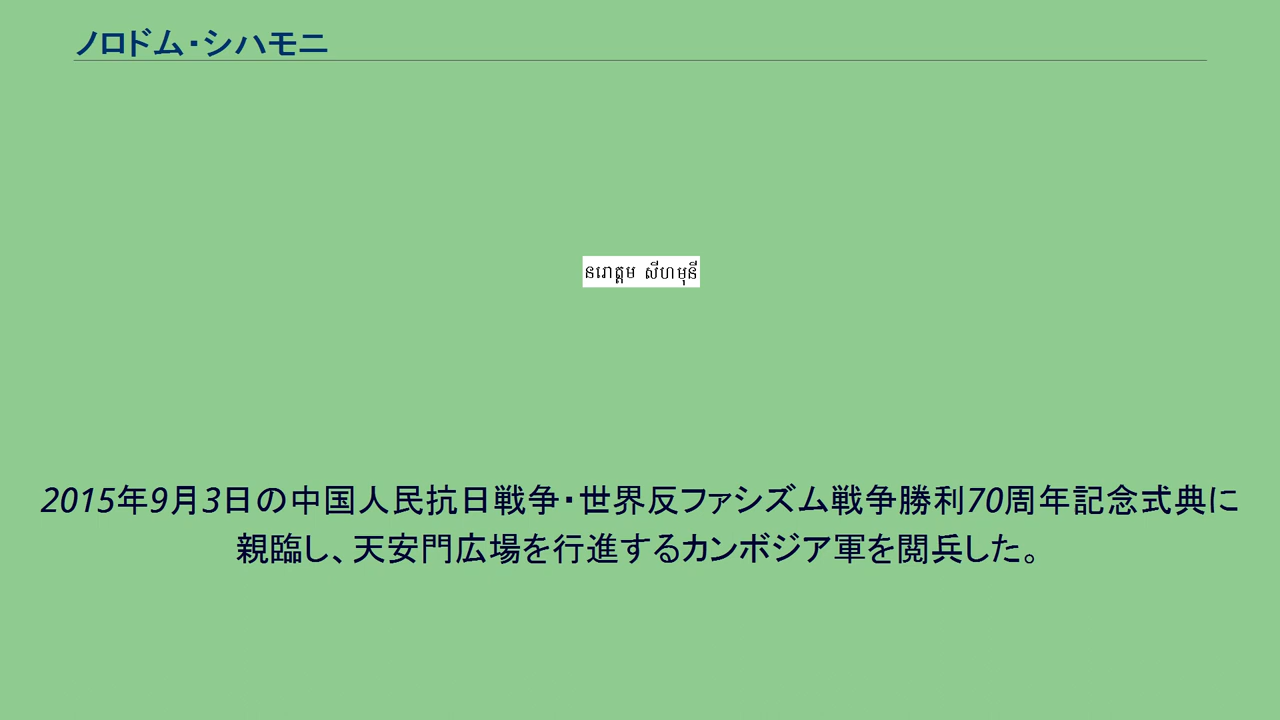 ノロドム・シハモニ
នរោត្តម សីហមុនី
2015年9月3日の中国人民抗日戦争・世界反ファシズム戦争勝利70周年記念式典に
親臨し、天安門広場を行進するカンボジア軍を閲兵した。